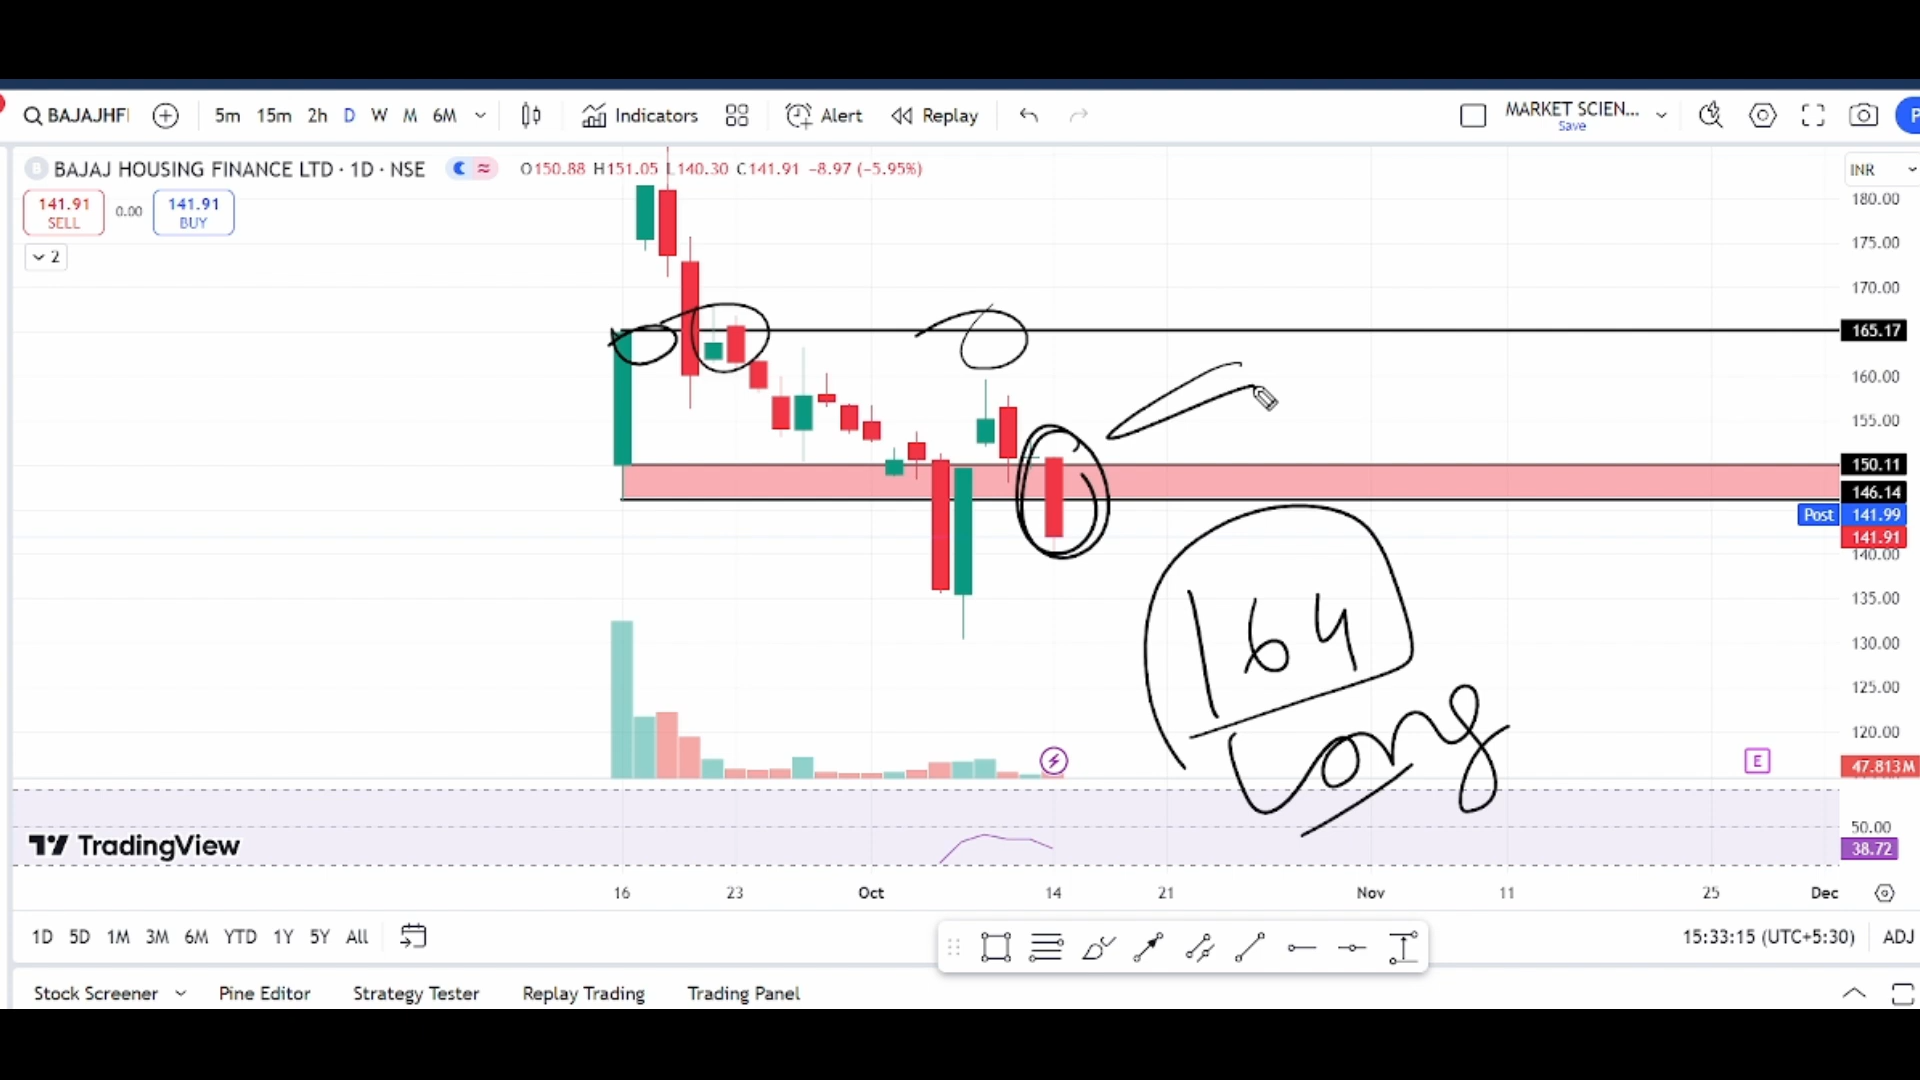 BAJAJHFI
5m 15m 2h D W M 6M Indicators Alert Replay MARKET SCIEN...
Save
BAJAJ HOUSING FINANCE LTD · 1D · NSE O150.88 H151.05 L140.30 C141.91 -8.97 (-5.95%)
INR
141.91 SELL 0.00 141.91 BUY
2
180.00
175.00
170.00
165.17
160.00
155.00
150.11
146.14
Post 141.99
141.91
140.00
135.00
130.00
125.00
120.00
47.813M
164
Long
E
50.00
38.72
TradingView
16 23 Oct 14 21 Nov 11 25 Dec
1D 5D 1M 3M 6M YTD 1Y 5Y All 15:33:15 (UTC+5:30) ADJ
Stock Screener Pine Editor Strategy Tester Replay Trading Trading Panel